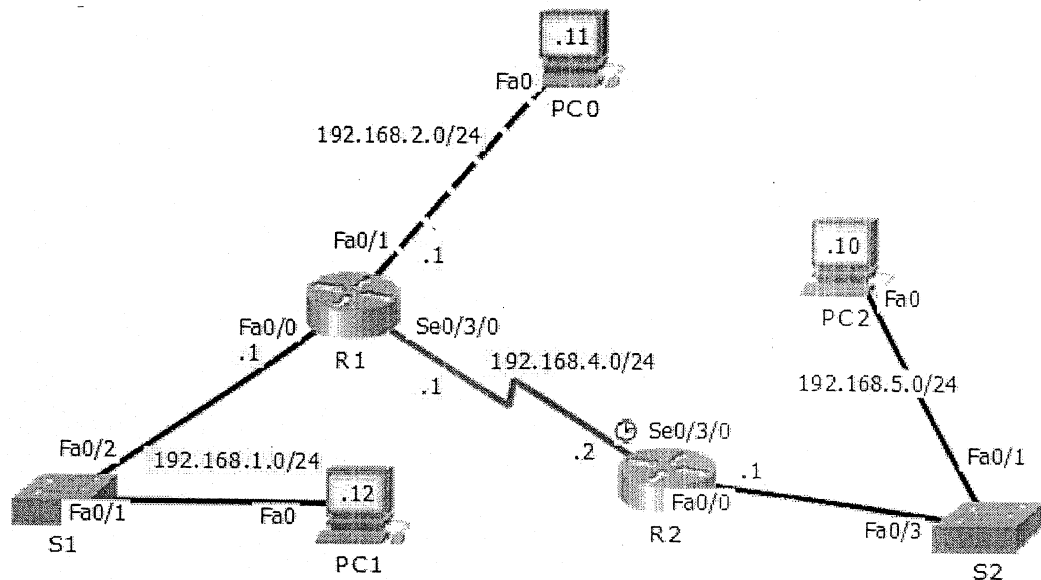 .11
Fa0
PC0
192.168.2.0/24
Fa0/1
.1
.10
Fa0
PC2
Fa0/0
Se0/3/0
.1
R1
192.168.4.0/24
.1
192.168.5.0/24
Se0/3/0
.2
Fa0/2
192.168.1.0/24
Fa0/1
.1
.12
Fa0/0
Fa0/1
Fa0
R2
Fa0/3
S1
PC1
S2